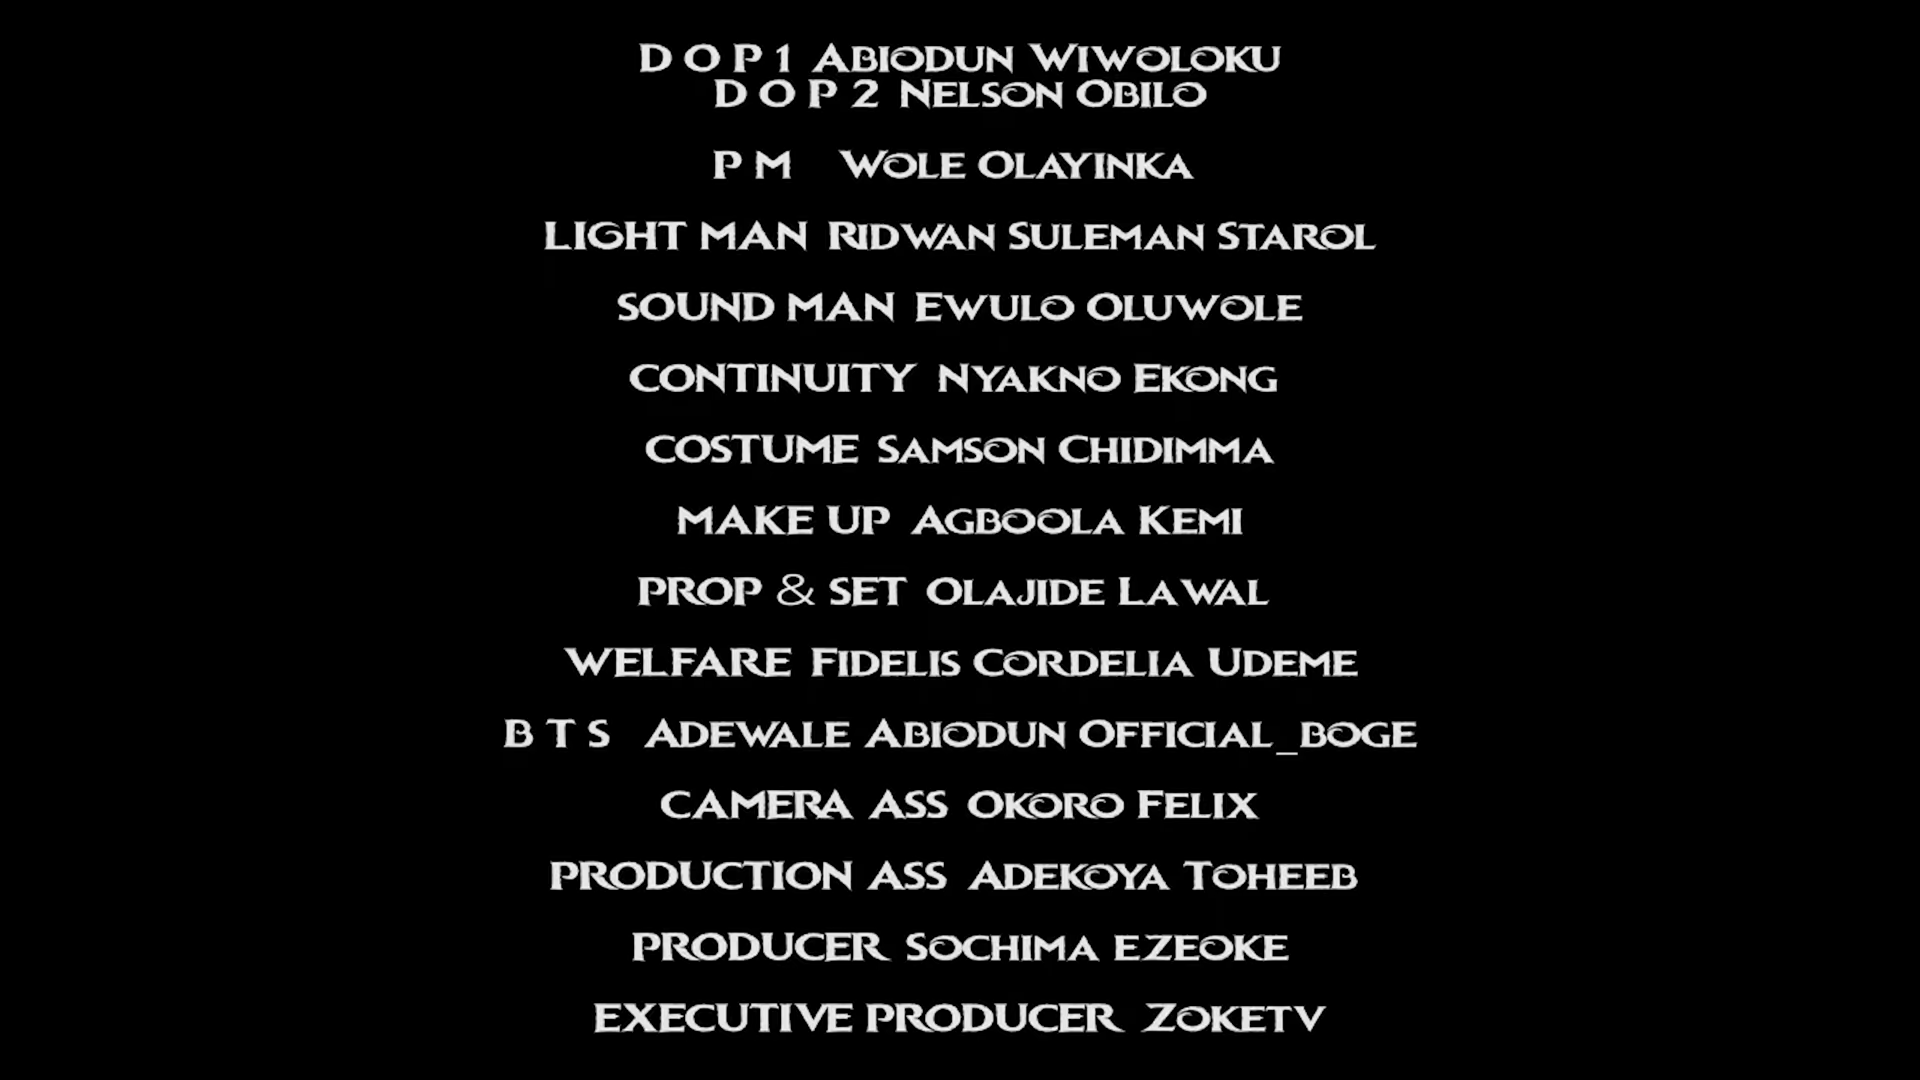 D O P 1 ABIODUN WIWOLOKU
D O P 2 NELSON OBILO
P M WOLE OLAYINKA
LIGHT MAN RIDWAN SULEMAN STAROL
SOUND MAN EWULO OLUWOLE
CONTINUITY NYAKNO EKONG
COSTUME SAMSON CHIDIMMA
MAKE UP AGBOOLA KEMI
PROP & SET OLAJIDE LAWAL
WELFARE FIDELIS CORDELIA UDEME
B T S ADEWALE ABIODUN OFFICIAL_BOGE
CAMERA ASS OKORO FELIX
PRODUCTION ASS ADEKOYA TOHEEB
PRODUCER SOCHIMA EZEOKE
EXECUTIVE PRODUCER ZOKETV